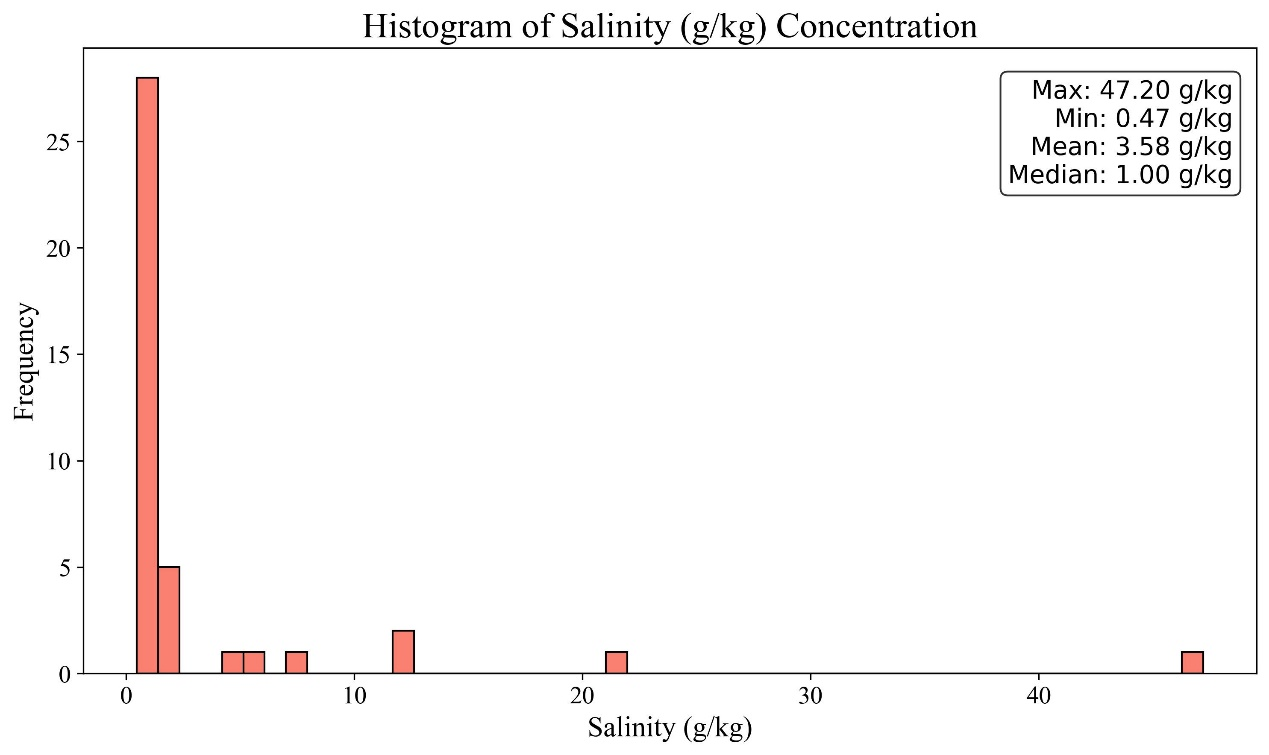 Histogram of Salinity (g/kg) Concentration
Max: 47.20 g/kg
Min: 0.47 g/kg
Mean: 3.58 g/kg
Median: 1.00 g/kg
Frequency
25
20
15
10
5
0
0 10 20 30 40
Salinity (g/kg)